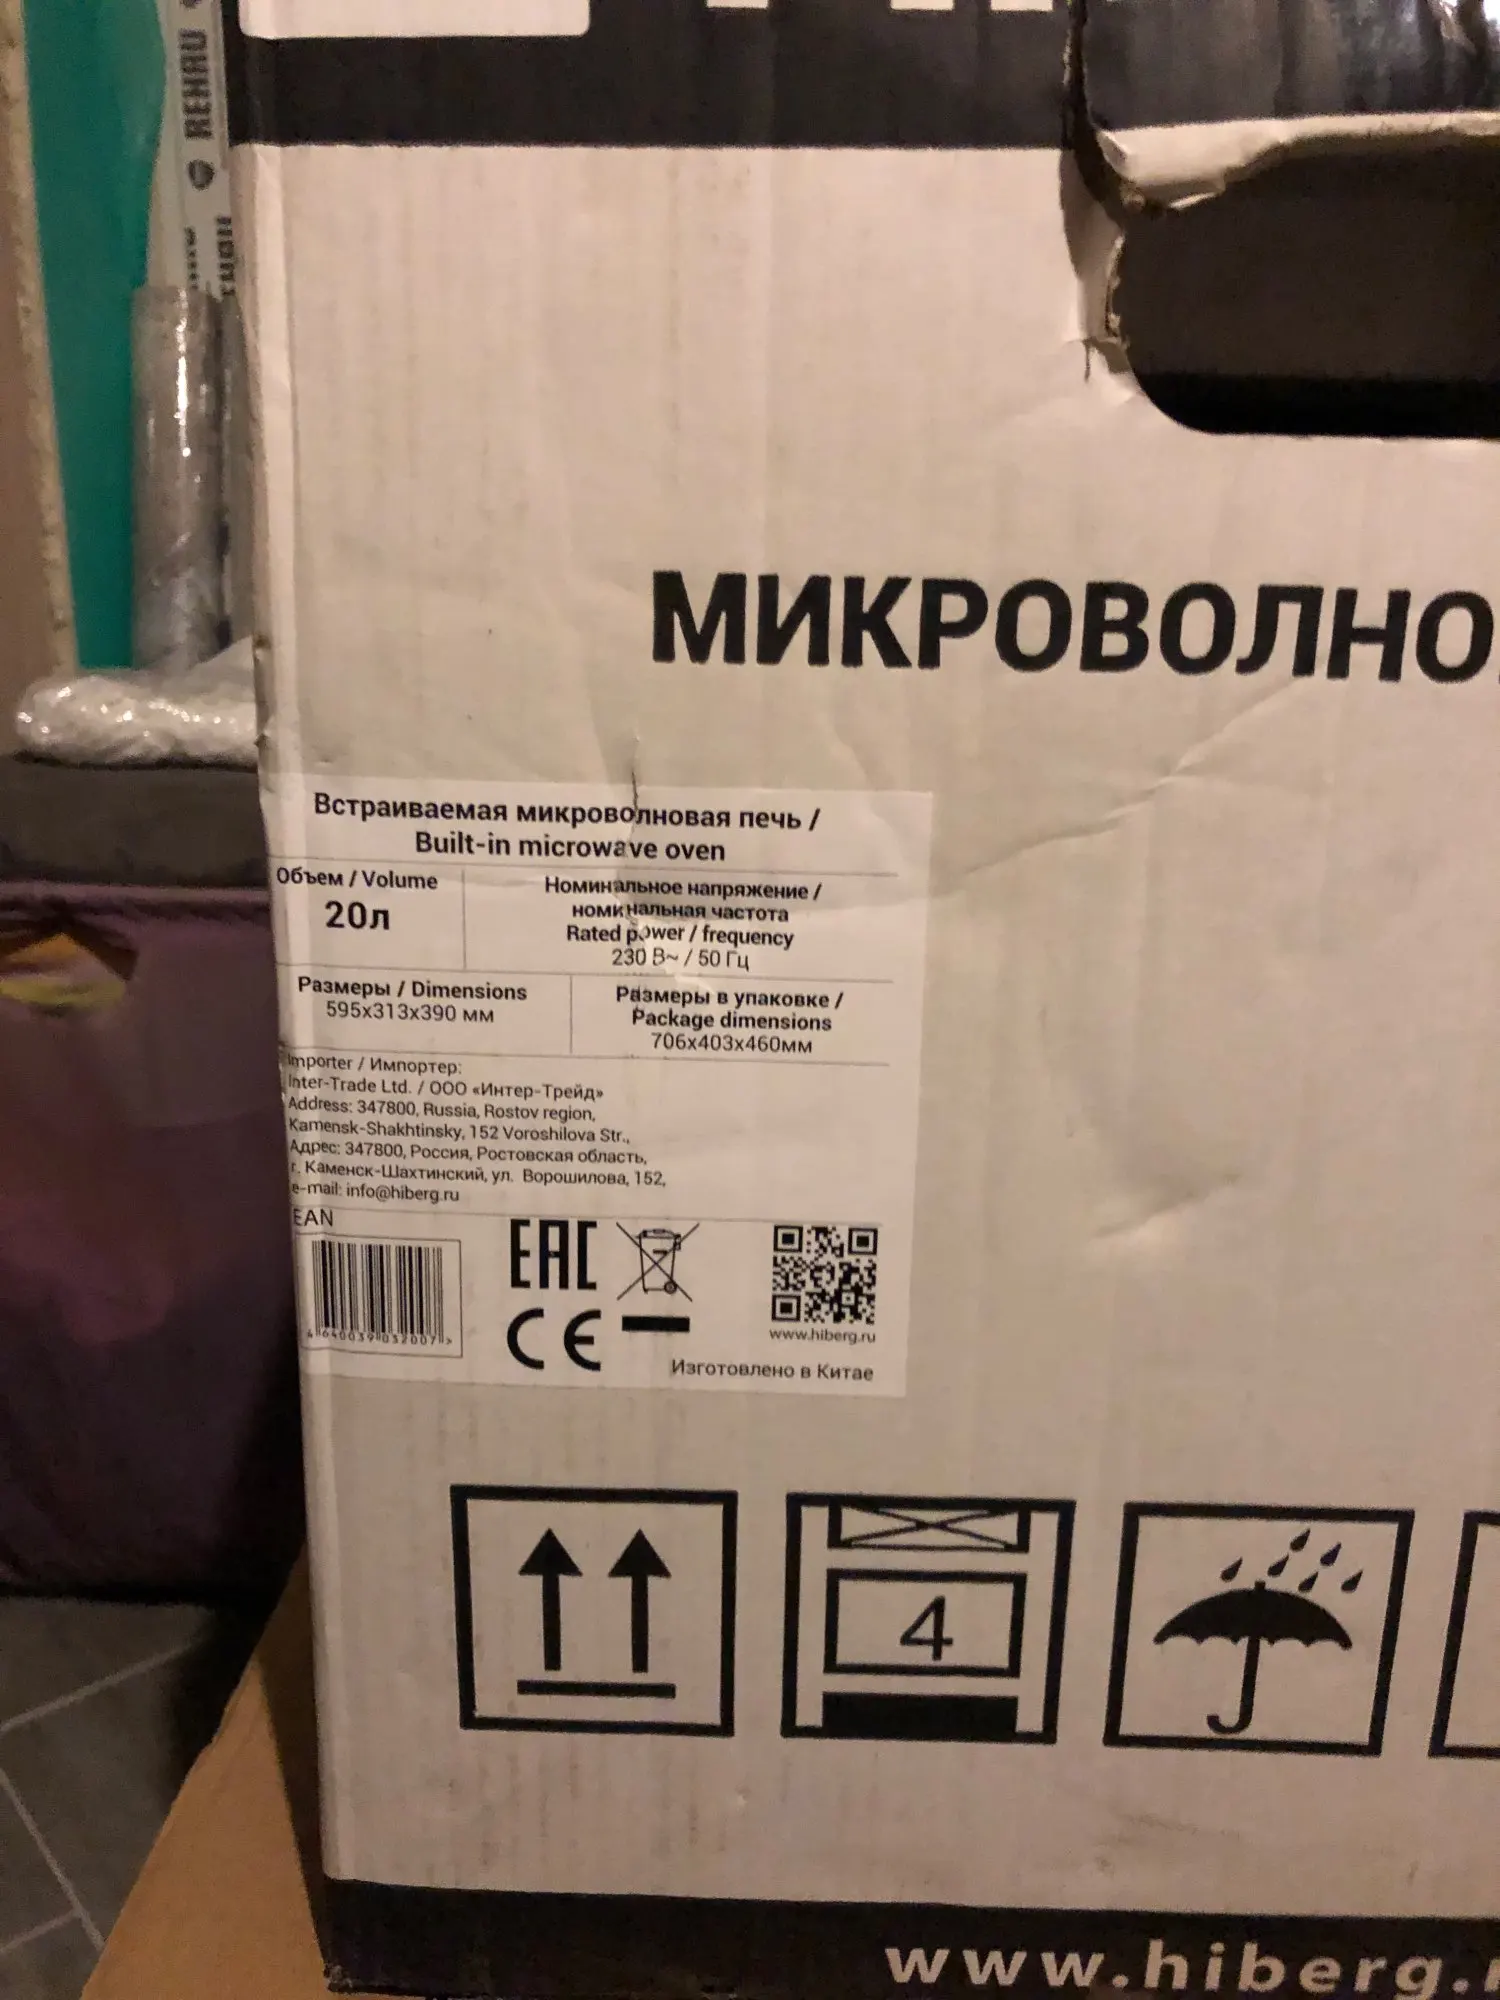 REHAU
МИКРОВОЛНО
Встраиваемая микроволновая печь /
Built-in microwave oven
Объем / Volume
20л
Номинальное напряжение /
номинальная частота
Rated power / frequency
230 В~ / 50 Гц
Размеры / Dimensions
595x313x390 мм
Размеры в упаковке /
Package dimensions
706x403x460мм
Importer / Импортер:
Inter-Trade Ltd. / ООО «Интер-Трейд»
Address: 347800, Russia, Rostov region,
Kamensk-Shakhtinsky, 152 Voroshilova Str.,
Адрес: 347800, Россия, Ростовская область,
г. Каменск-Шахтинский, ул. Ворошилова, 152,
e-mail: info@hiberg.ru
EAN
4 640039 032007 >
EAC
CE
www.hiberg.ru
Изготовлено в Китае
4
www.hiberg.r